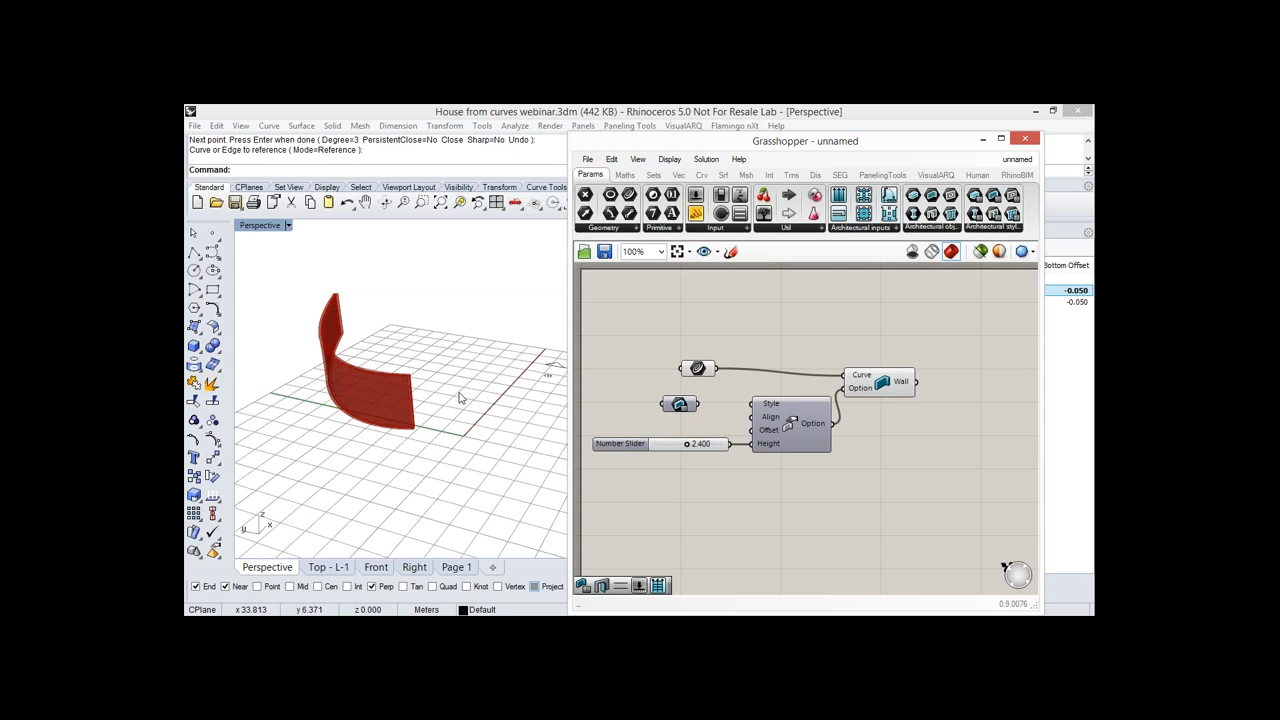 House from curves webinar.3dm (442 KB) - Rhinoceros 5.0 Not For Resale Lab - [Perspective]
File Edit View Curve Surface Solid Mesh Dimension Transform Tools Analyze Render Panels Paneling Tools VisualARQ Flamingo nXt Help
Next point. Press Enter when done ( Degree=3 PersistentClose=No Close Sharp=No Undo ):
Curve or Edge to reference ( Mode=Reference ):
Command:
Standard CPlanes Set View Display Select Viewport Layout Visibility Transform Curve Tools
Perspective
Grasshopper - unnamed
File Edit View Display Solution Help unnamed
Params Maths Sets Vec Crv Srf Msh Int Trns Dis SEG PanelingTools VisualARQ Human RhinoBIM
Geometry + Primitive + Input + Util + Architectural inputs + Architectural obj.. + Architectural styl.. +
100%
Bottom Offset
-0.050
-0.050
Curve
Option
Wall
Style
Align
Offset
Height
Option
Number Slider 2.400
z
y x
Perspective Top - L-1 Front Right Page 1
End Near Point Mid Cen Int Perp Tan Quad Knot Vertex Project
CPlane x 33.813 y 6.371 z 0.000 Meters Default
0.9.0076